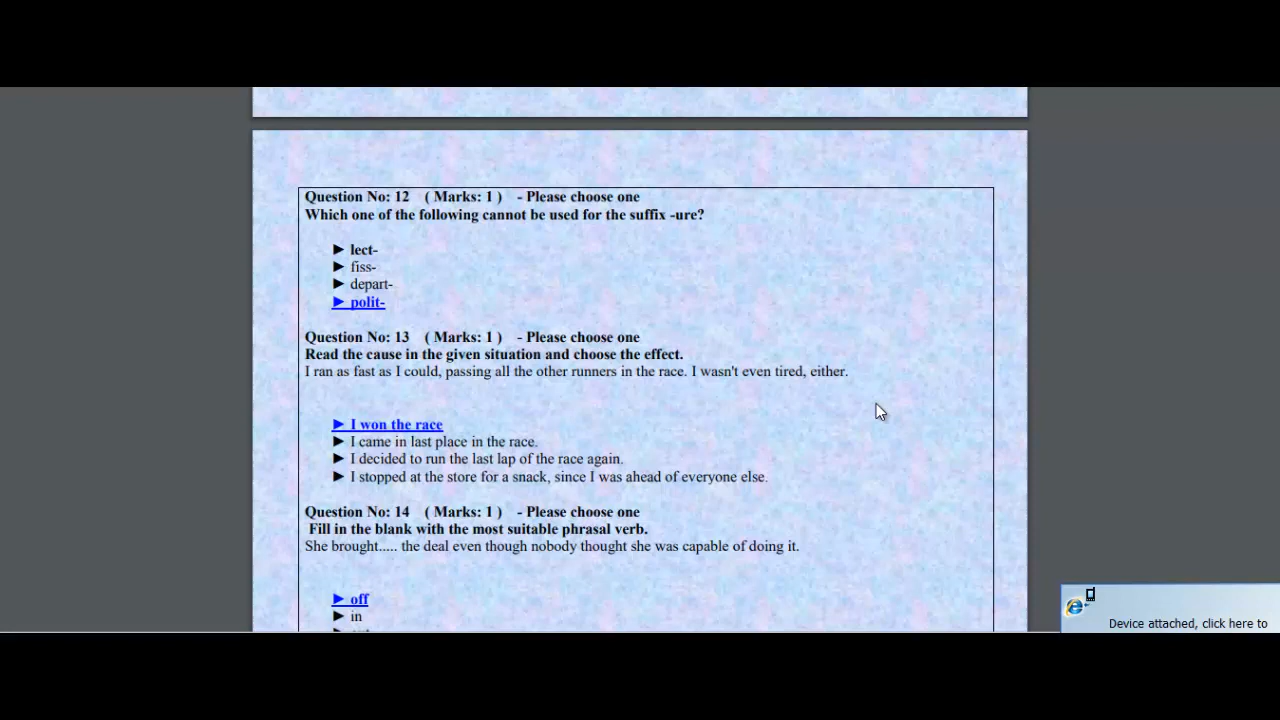 Question No: 12 ( Marks: 1 ) - Please choose one
Which one of the following cannot be used for the suffix -ure?
► lect-
► fiss-
► depart-
► polit-
Question No: 13 ( Marks: 1 ) - Please choose one
Read the cause in the given situation and choose the effect.
I ran as fast as I could, passing all the other runners in the race. I wasn't even tired, either.
► I won the race
► I came in last place in the race.
► I decided to run the last lap of the race again.
► I stopped at the store for a snack, since I was ahead of everyone else.
Question No: 14 ( Marks: 1 ) - Please choose one
Fill in the blank with the most suitable phrasal verb.
She brought..... the deal even though nobody thought she was capable of doing it.
► off
► in
Device attached, click here to